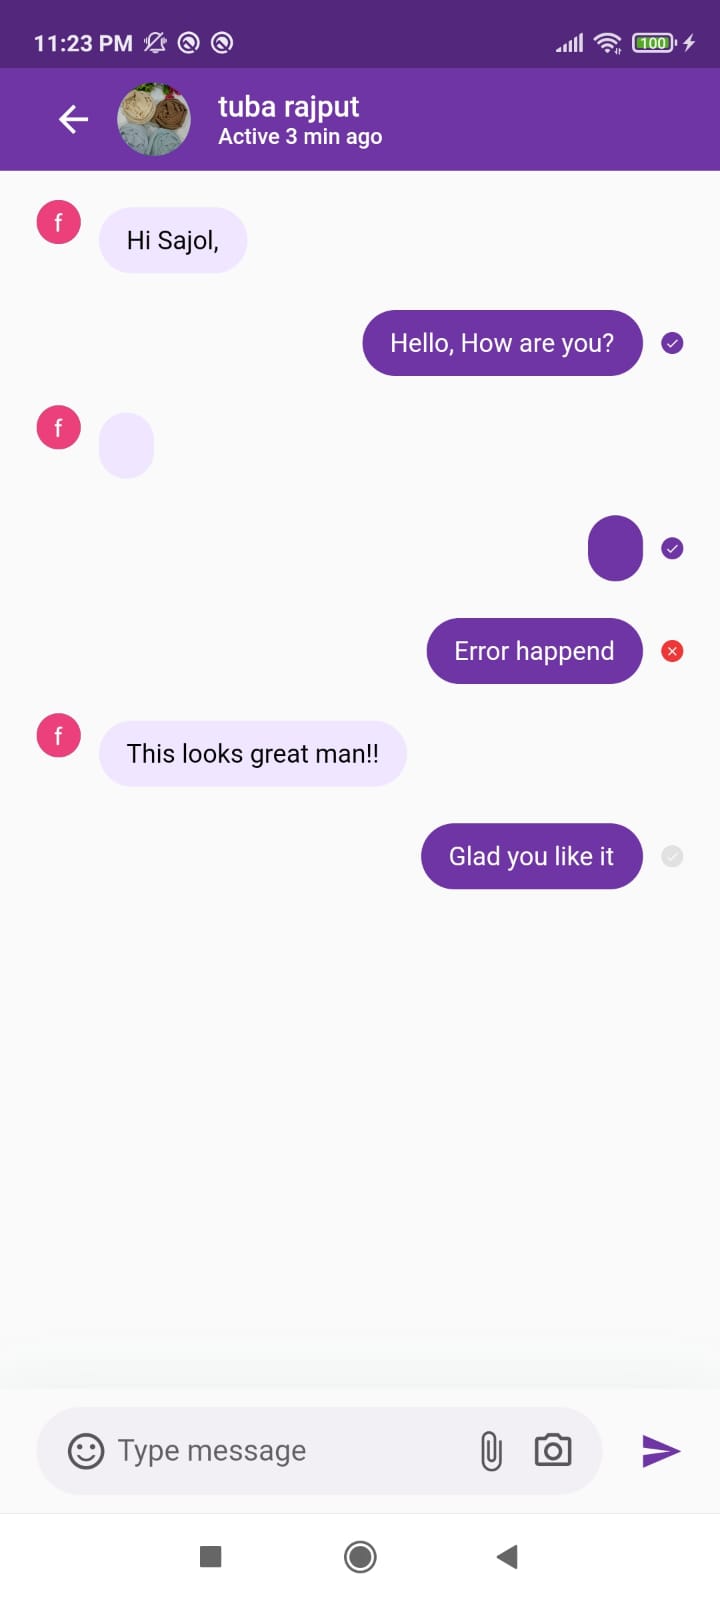 11:23 PM
100
tuba rajput
Active 3 min ago
f
Hi Sajol,
Hello, How are you?
f
Error happend
f
This looks great man!!
Glad you like it
Type message